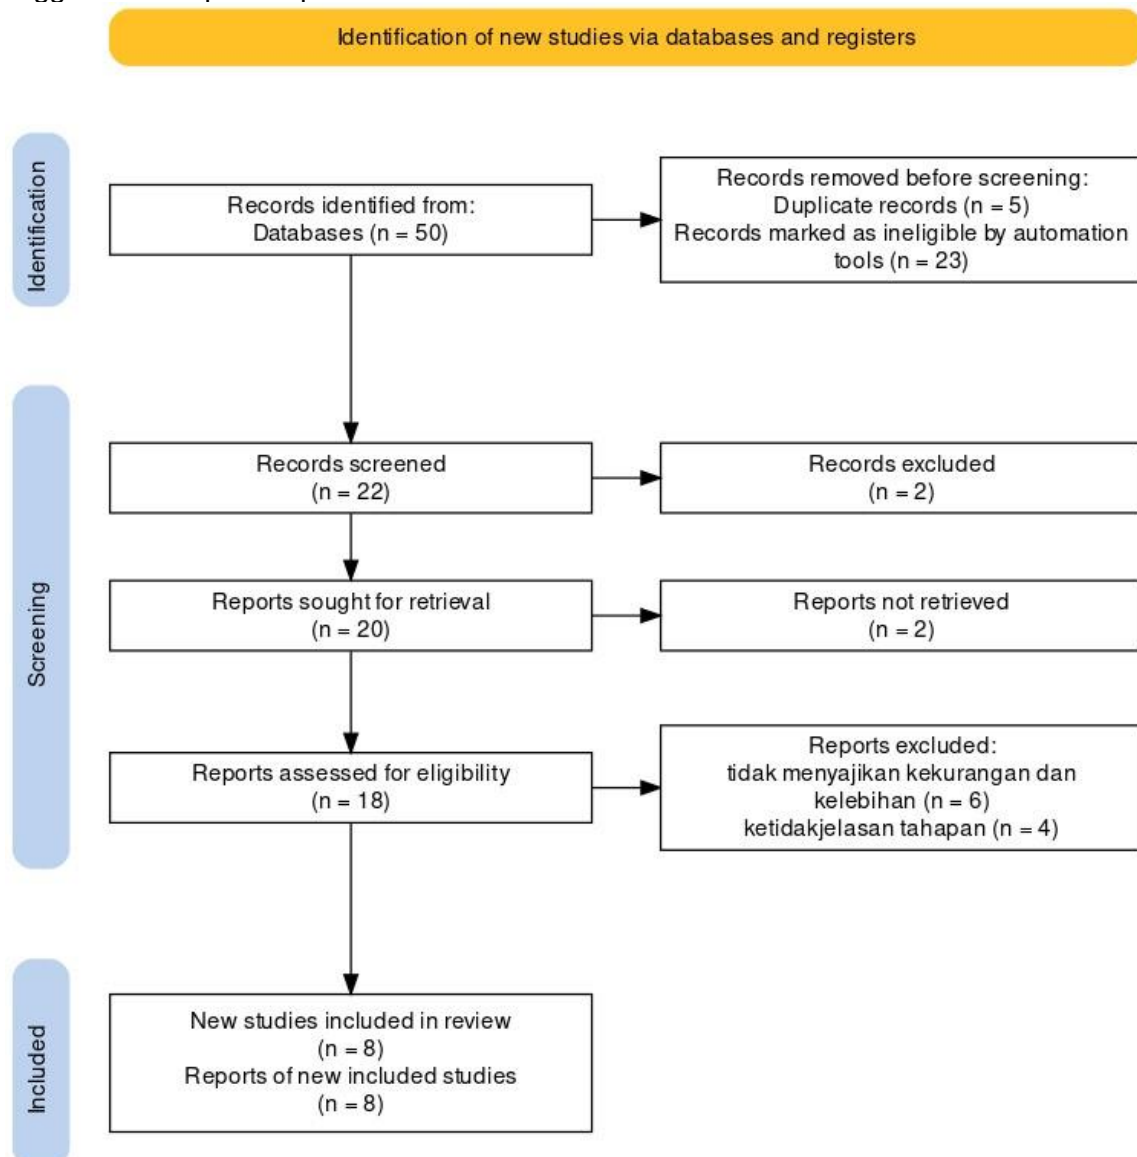 Identification of new studies via databases and registers
Identification
Records identified from:
Databases (n = 50)
Records removed before screening:
Duplicate records (n = 5)
Records marked as ineligible by automation
tools (n = 23)
Screening
Records screened
(n = 22)
Records excluded
(n = 2)
Reports sought for retrieval
(n = 20)
Reports not retrieved
(n = 2)
Reports assessed for eligibility
(n = 18)
Reports excluded:
tidak menyajikan kekurangan dan
kelebihan (n = 6)
ketidakjelasan tahapan (n = 4)
Included
New studies included in review
(n = 8)
Reports of new included studies
(n = 8)